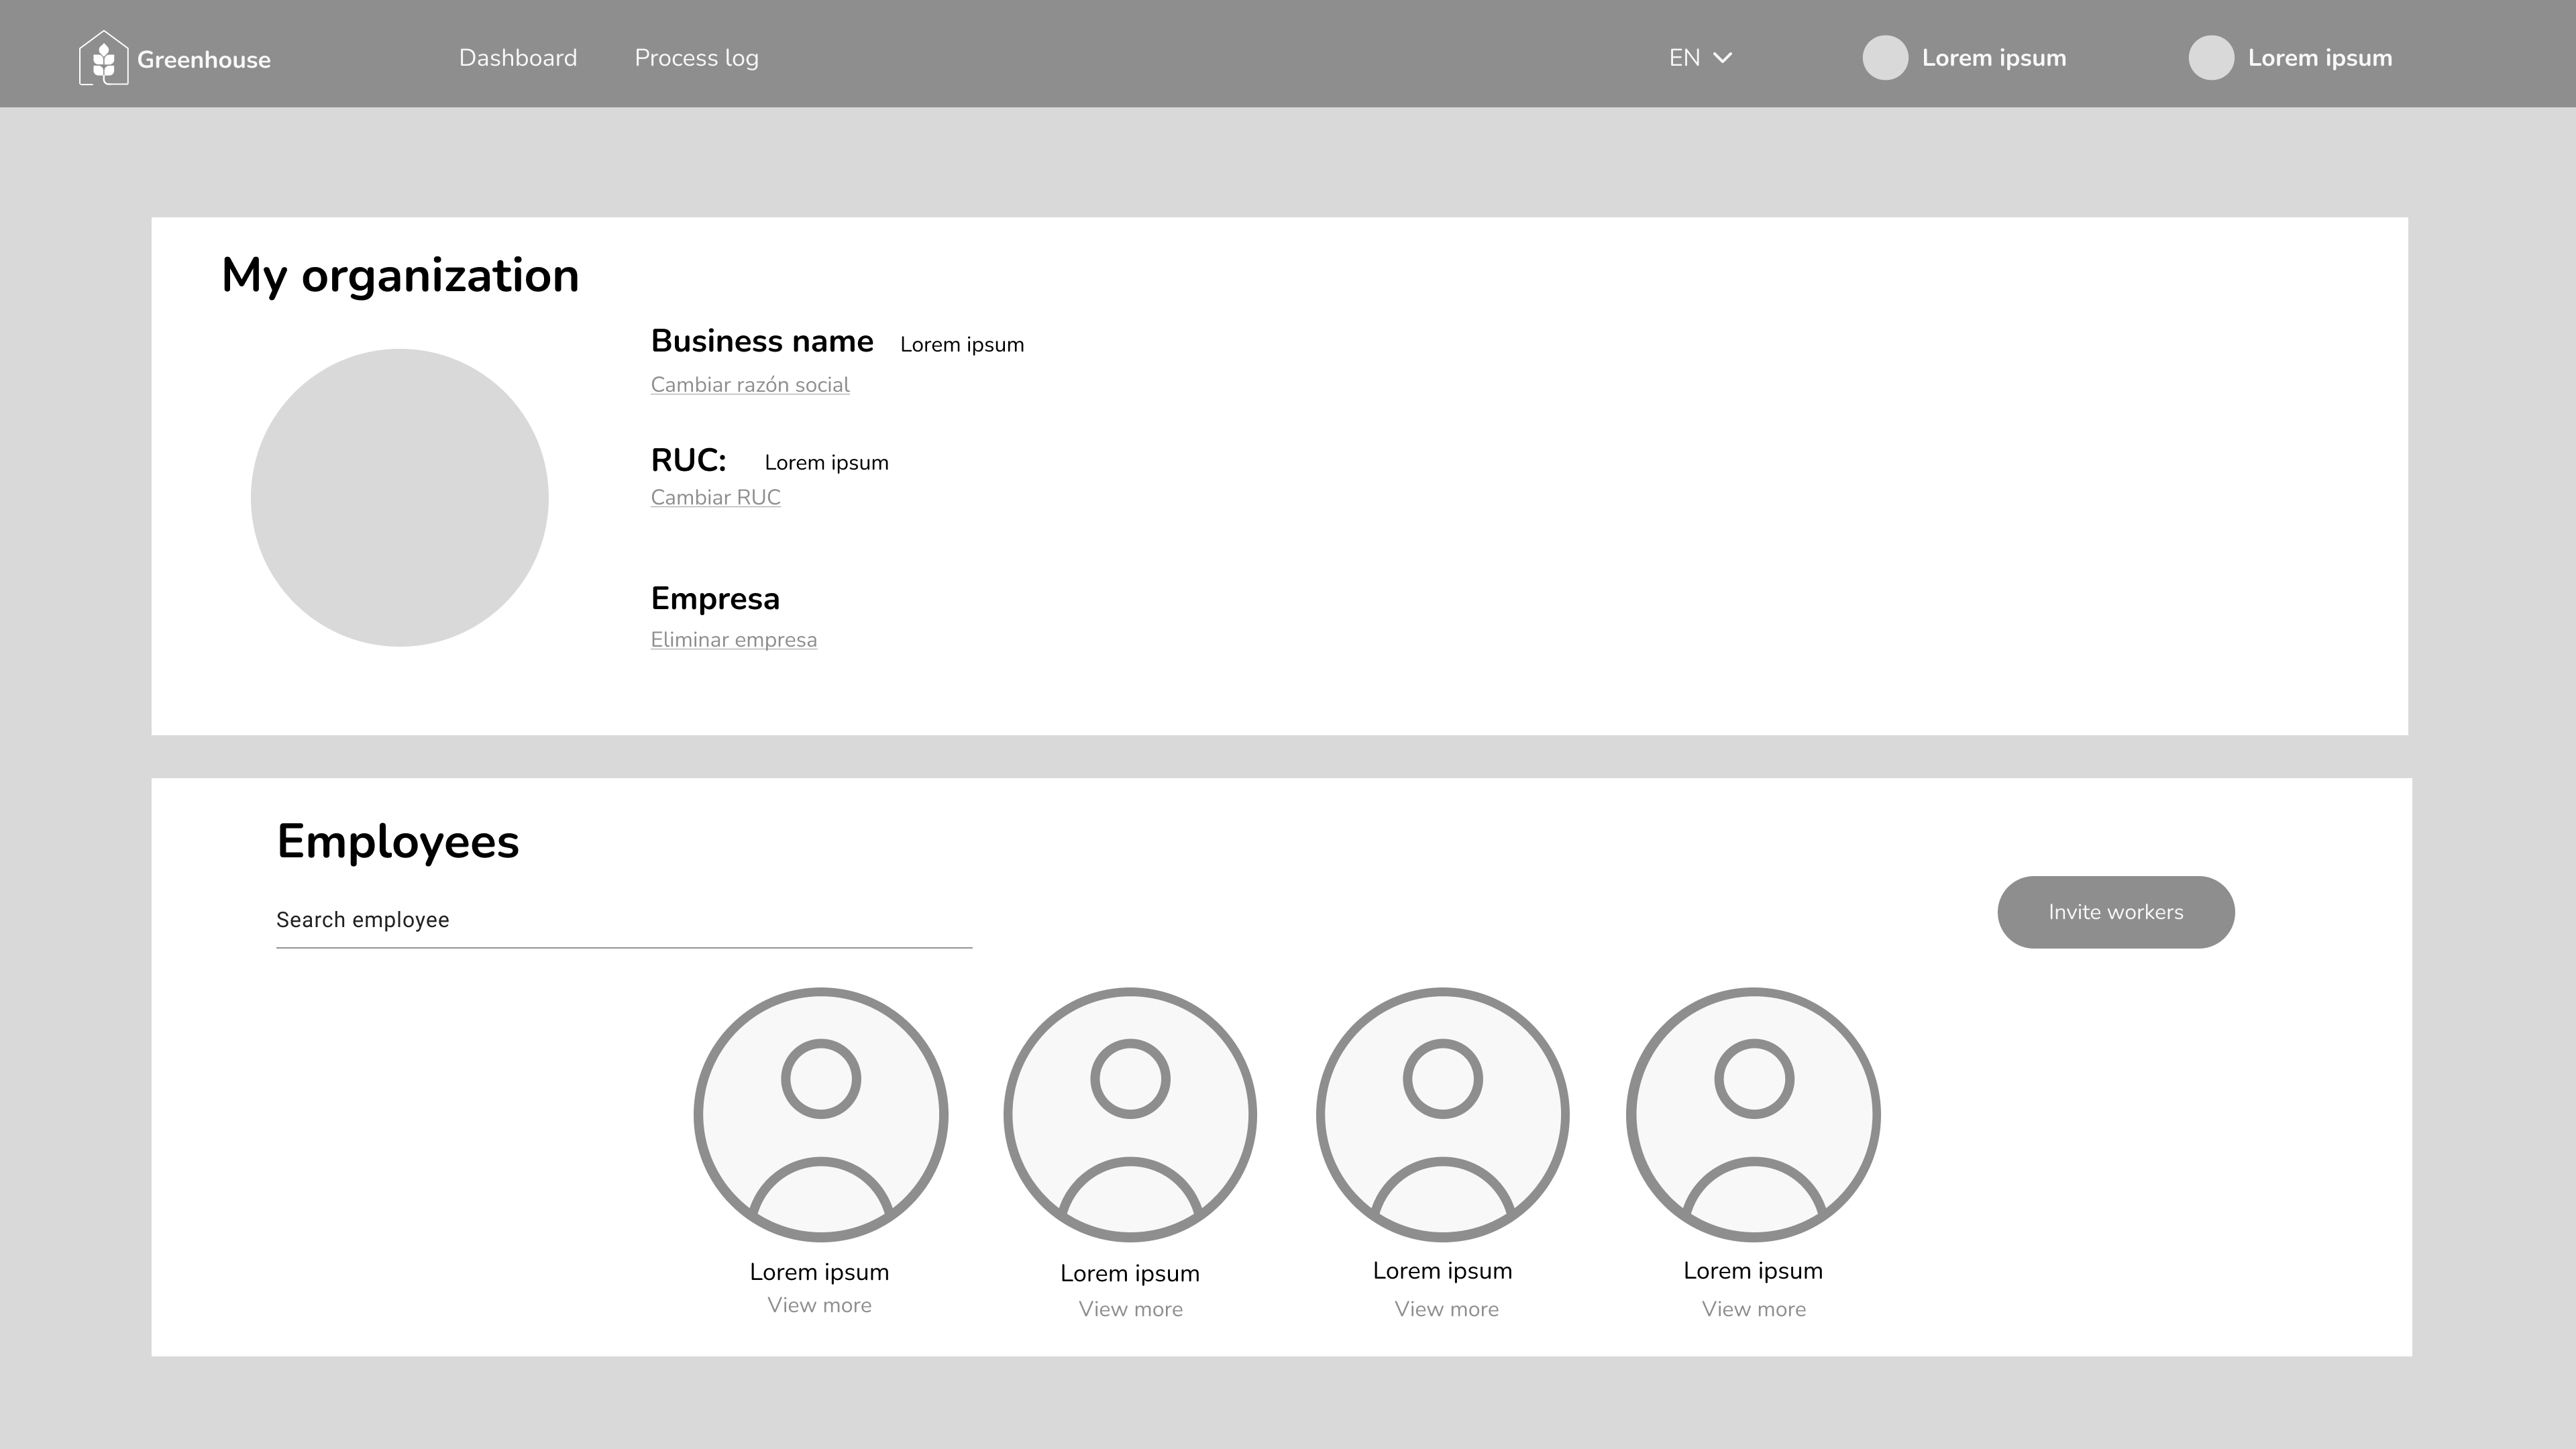 Greenhouse
Dashboard
Process log
EN
Lorem ipsum
Lorem ipsum
My organization
Business name Lorem ipsum
Cambiar razón social
RUC: Lorem ipsum
Cambiar RUC
Empresa
Eliminar empresa
Employees
Search employee
Invite workers
Lorem ipsum
View more
Lorem ipsum
View more
Lorem ipsum
View more
Lorem ipsum
View more